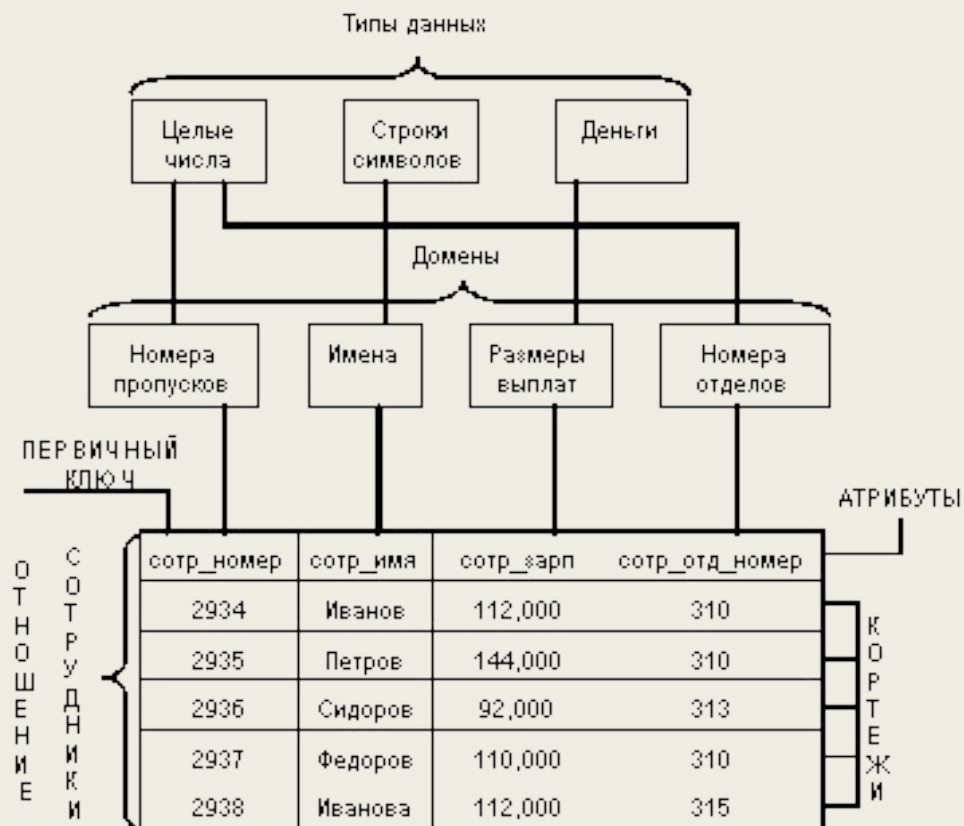 Типы данных
Целые
числа
Строки
символов
Деньги
Домены
Номера
пропусков
Имена
Размеры
выплат
Номера
отделов
ПЕРВИЧНЫЙ
КЛЮЧ
АТРИБУТЫ
ОТНОШЕНИЕ
СОТРУДНИКИ
сотр_номер сотр_имя сотр_зарп сотр_отд_номер
2934 Иванов 112,000 310
2935 Петров 144,000 310
2936 Сидоров 92,000 313
2937 Федоров 110,000 310
2938 Иванова 112,000 315
КОРТЕЖИ